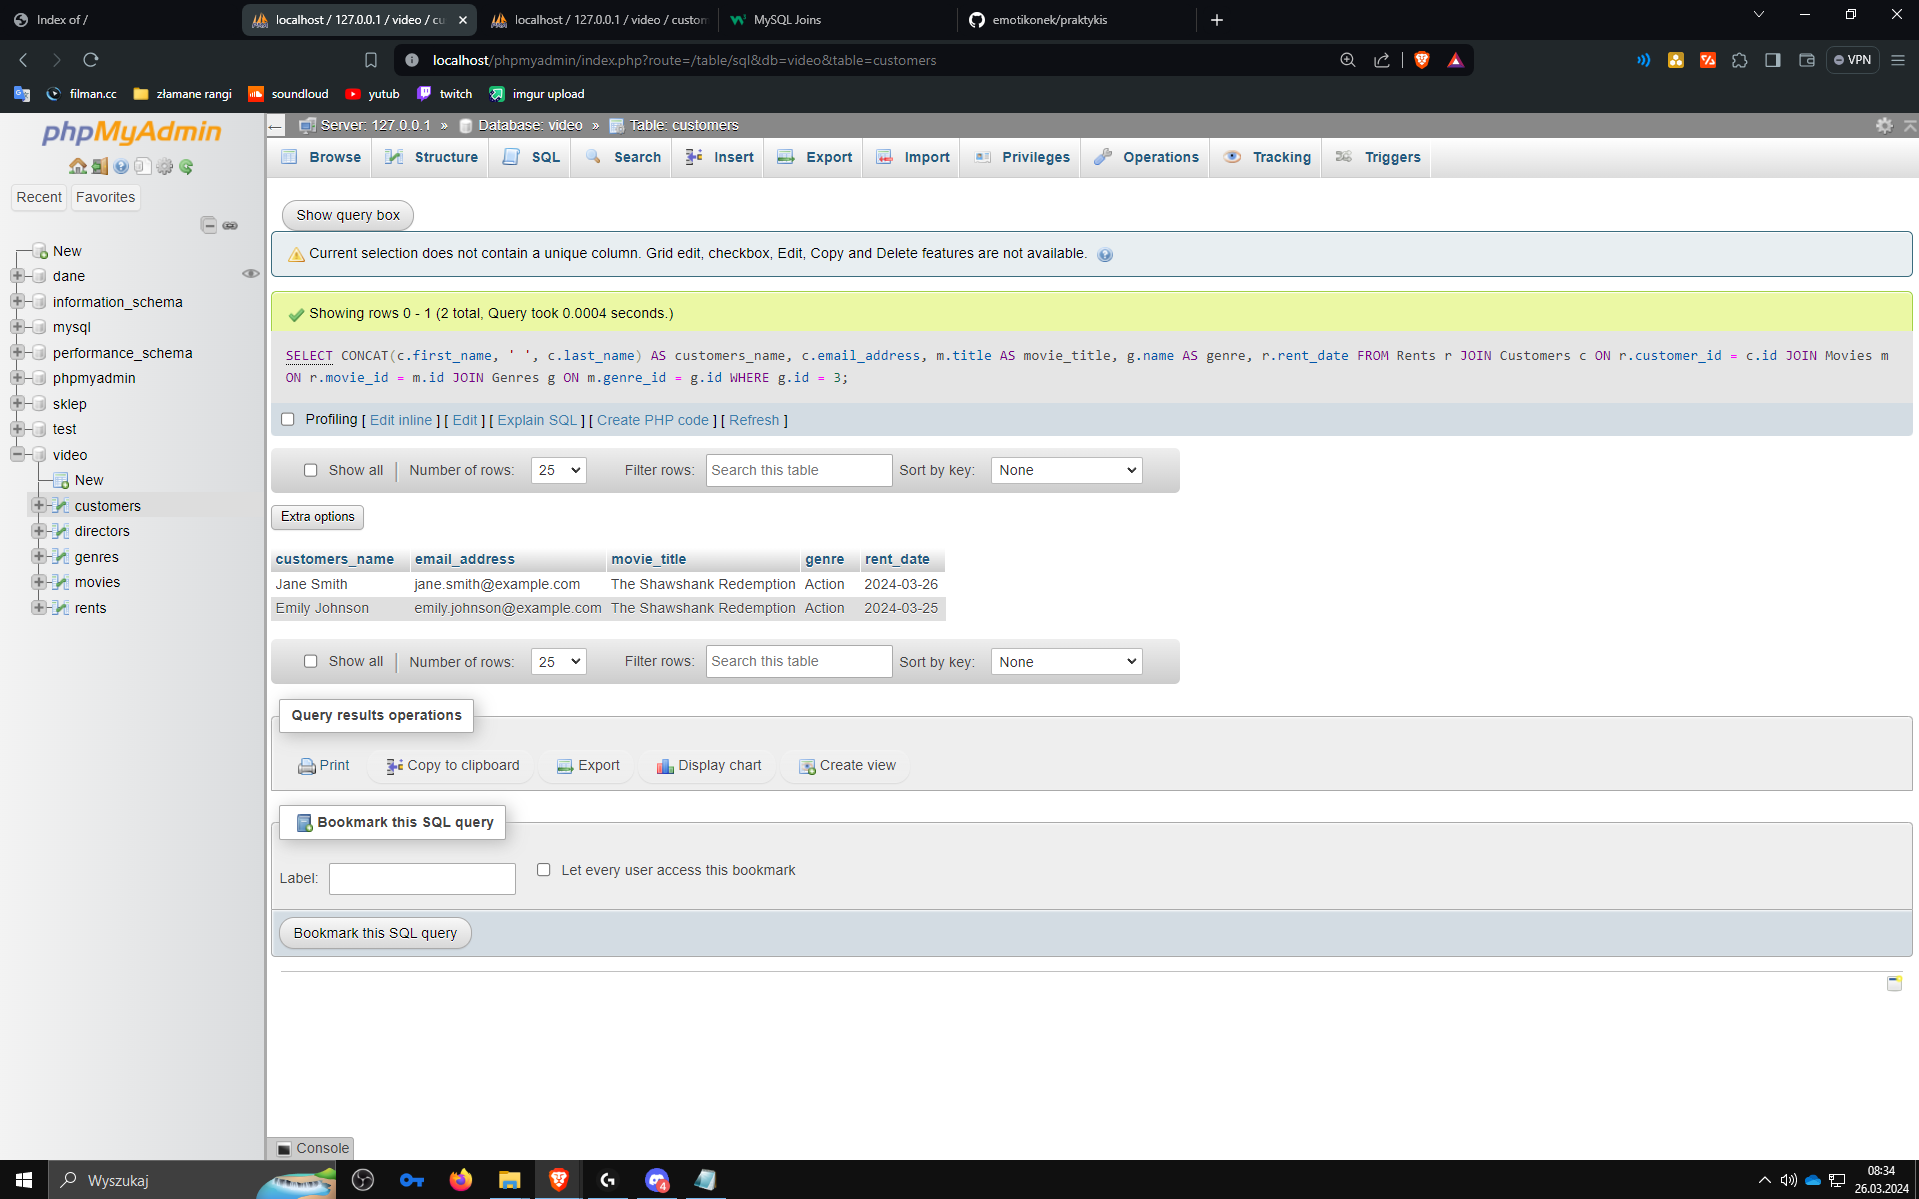 Index of /
localhost / 127.0.0.1 / video / cu
localhost / 127.0.0.1 / video / custom
MySQL Joins
emotikonek/praktykis
localhost/phpmyadmin/index.php?route=/table/sql&db=video&table=customers
VPN
filman.cc
złamane rangi
soundloud
yutub
twitch
imgur upload
phpMyAdmin
Recent
Favorites
New
dane
information_schema
mysql
performance_schema
phpmyadmin
sklep
test
video
New
customers
directors
genres
movies
rents
Server: 127.0.0.1 » Database: video » Table: customers
Browse
Structure
SQL
Search
Insert
Export
Import
Privileges
Operations
Tracking
Triggers
Show query box
Current selection does not contain a unique column. Grid edit, checkbox, Edit, Copy and Delete features are not available.
Showing rows 0 - 1 (2 total, Query took 0.0004 seconds.)
SELECT CONCAT(c.first_name, ' ', c.last_name) AS customers_name, c.email_address, m.title AS movie_title, g.name AS genre, r.rent_date FROM Rents r JOIN Customers c ON r.customer_id = c.id JOIN Movies m
ON r.movie_id = m.id JOIN Genres g ON m.genre_id = g.id WHERE g.id = 3;
Profiling [ Edit inline ] [ Edit ] [ Explain SQL ] [ Create PHP code ] [ Refresh ]
Show all | Number of rows: 25 Filter rows: Search this table Sort by key: None
Extra options
customers_name email_address movie_title genre rent_date
Jane Smith jane.smith@example.com The Shawshank Redemption Action 2024-03-26
Emily Johnson emily.johnson@example.com The Shawshank Redemption Action 2024-03-25
Show all | Number of rows: 25 Filter rows: Search this table Sort by key: None
Query results operations
Print
Copy to clipboard
Export
Display chart
Create view
Bookmark this SQL query
Label:
Let every user access this bookmark
Bookmark this SQL query
Console
Wyszukaj
4
08:34
26.03.2024